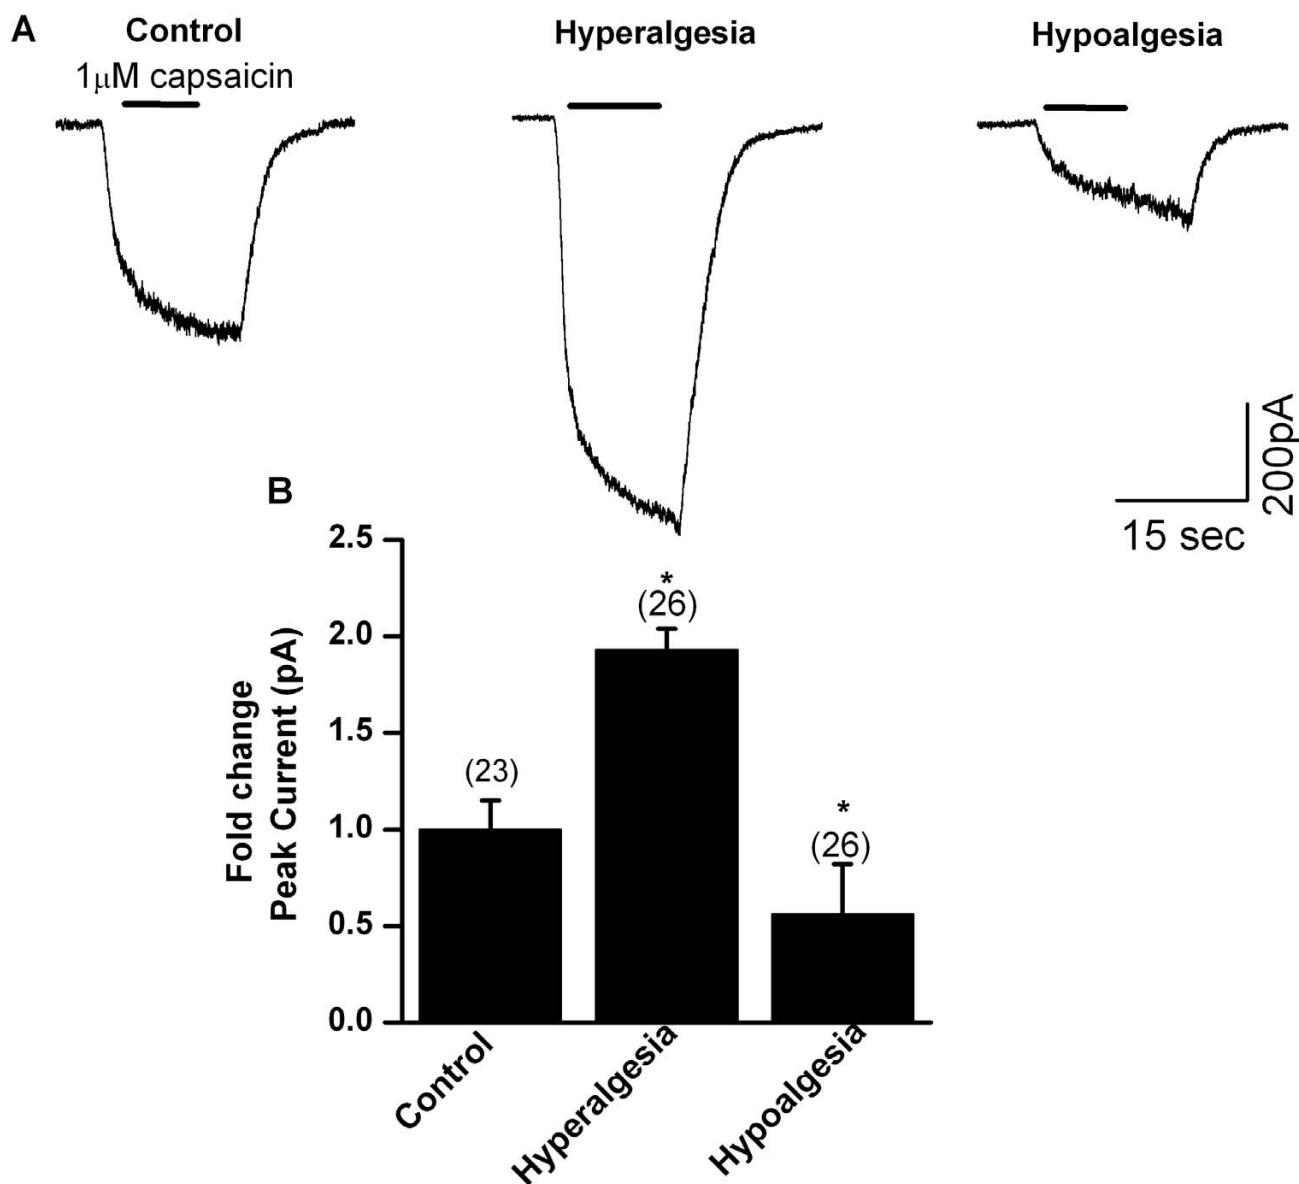 A
Control
1μM capsaicin
Hyperalgesia
Hypoalgesia
200pA
15 sec
B
Fold change
Peak Current (pA)
2.5
2.0
1.5
1.0
0.5
0.0
(23)
*
(26)
*
(26)
Control
Hyperalgesia
Hypoalgesia